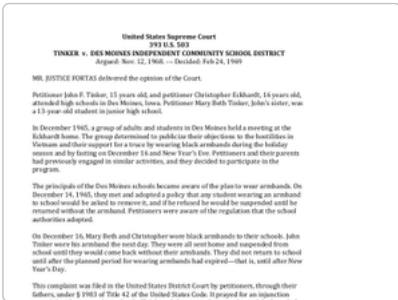 United States Supreme Court
393 U.S. 503
TINKER v. DES MOINES INDEPENDENT COMMUNITY SCHOOL DISTRICT
Argued: Nov. 12, 1968. --- Decided: Feb 24, 1969
MR. JUSTICE FORTAS delivered the opinion of the Court.
Petitioner John F. Tinker, 15 years old, and petitioner Christopher Eckhardt, 16 years old,
attended high schools in Des Moines, Iowa. Petitioner Mary Beth Tinker, John's sister, was
a 13-year-old student in junior high school.
In December 1965, a group of adults and students in Des Moines held a meeting at the
Eckhardt home. The group determined to publicize their objections to the hostilities in
Vietnam and their support for a truce by wearing black armbands during the holiday
season and by fasting on December 16 and New Year's Eve. Petitioners and their parents
had previously engaged in similar activities, and they decided to participate in the
program.
The principals of the Des Moines schools became aware of the plan to wear armbands. On
December 14, 1965, they met and adopted a policy that any student wearing an armband
to school would be asked to remove it, and if he refused he would be suspended until he
returned without the armband. Petitioners were aware of the regulation that the school
authorities adopted.
On December 16, Mary Beth and Christopher wore black armbands to their schools. John
Tinker wore his armband the next day. They were all sent home and suspended from
school until they would come back without their armbands. They did not return to school
until after the planned period for wearing armbands had expired—that is, until after New
Year's Day.
This complaint was filed in the United States District Court by petitioners, through their
fathers, under § 1983 of Title 42 of the United States Code. It prayed for an injunction